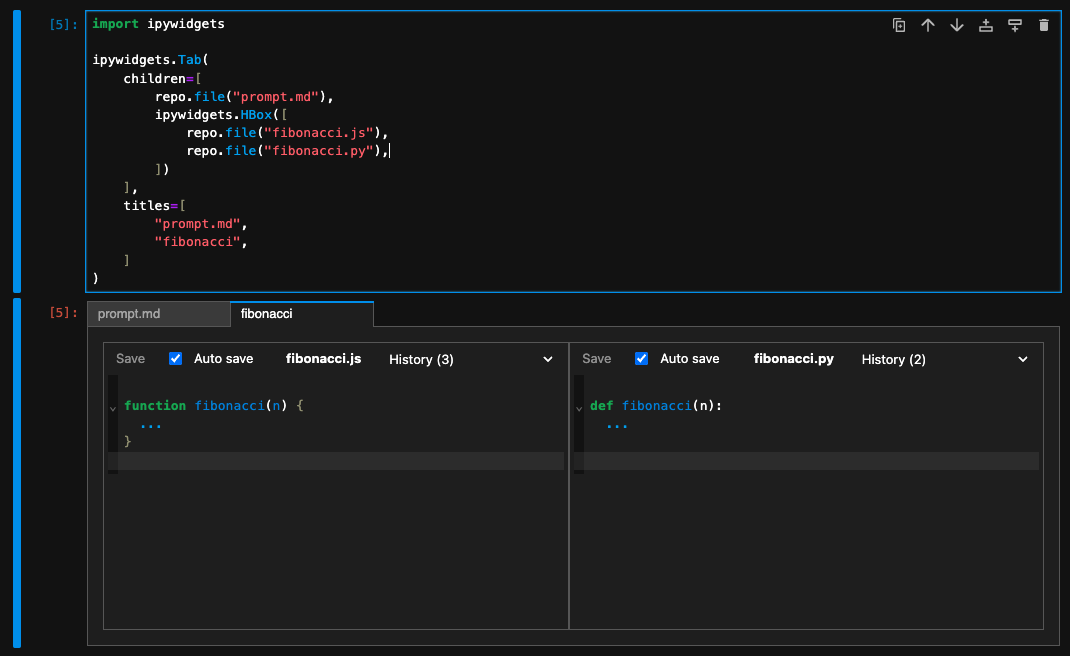 [5]:
import ipywidgets
ipywidgets.Tab(
    children=[
        repo.file("prompt.md"),
        ipywidgets.HBox([
            repo.file("fibonacci.js"),
            repo.file("fibonacci.py"),
        ])
    ],
    titles=[
        "prompt.md",
        "fibonacci",
    ]
)
[5]:
prompt.md fibonacci
Save Auto save fibonacci.js History (3)
function fibonacci(n) {
  ...
}
Save Auto save fibonacci.py History (2)
def fibonacci(n):
  ...